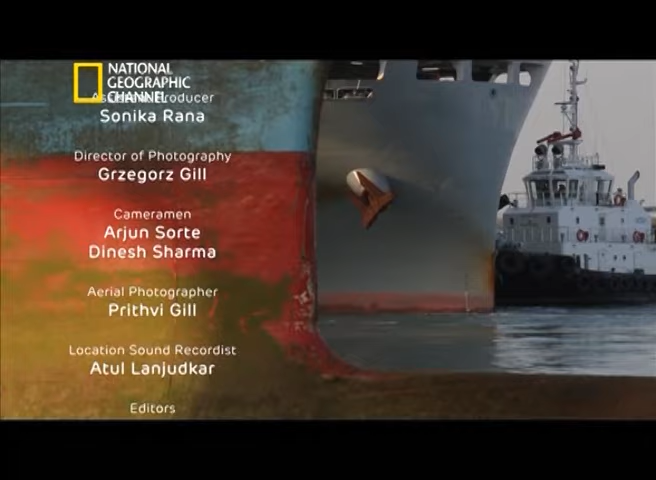 NATIONAL
GEOGRAPHIC
CHANNEL
Producer
Sonika Rana
Director of Photography
Grzegorz Gill
Cameramen
Arjun Sorte
Dinesh Sharma
Aerial Photographer
Prithvi Gill
Location Sound Recordist
Atul Lanjudkar
Editors